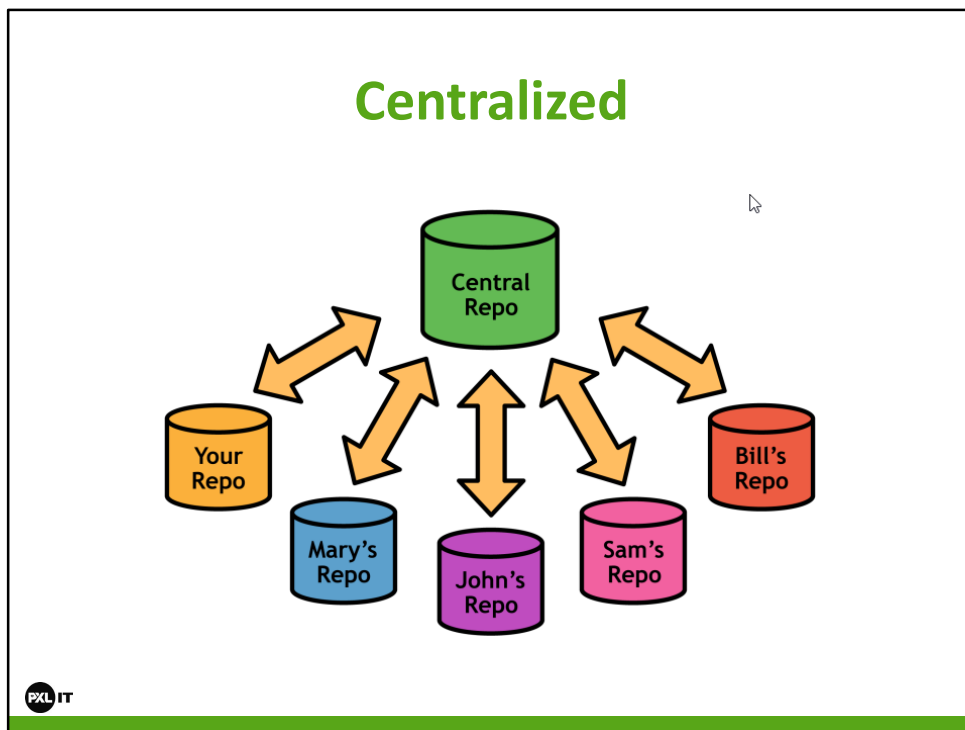 Centralized
Central
Repo
Your
Repo
Bill's
Repo
Mary's
Repo
Sam's
Repo
John's
Repo
PXL IT